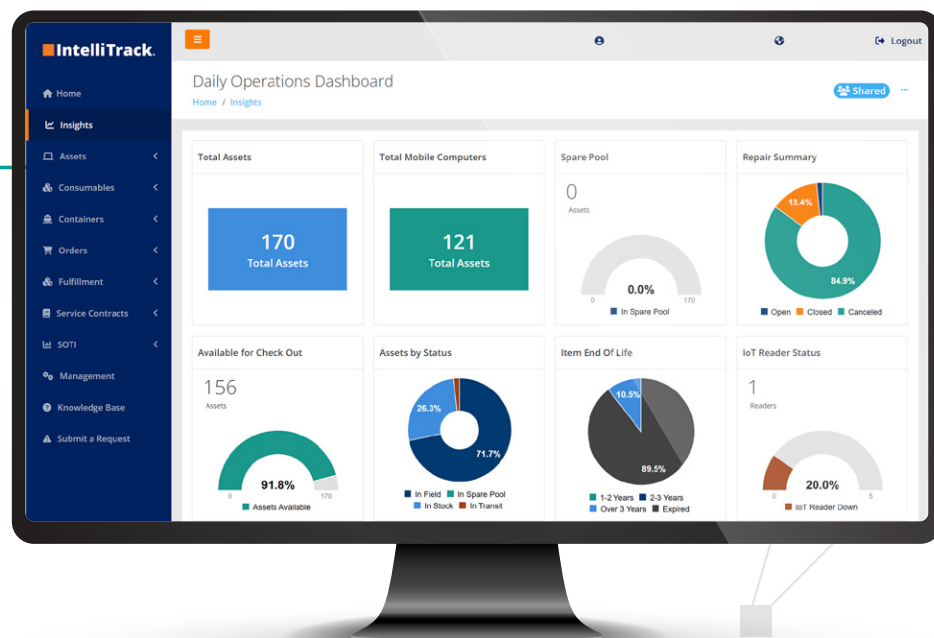 IntelliTrack.
Logout
Home
Insights
Assets
Consumables
Containers
Orders
Fulfillment
Service Contracts
SOTI
Management
Knowledge Base
Submit a Request
Daily Operations Dashboard
Home / Insights
Shared
Total Assets
170
Total Assets
Total Mobile Computers
121
Total Assets
Spare Pool
0
Assets
0.0%
0 170
In Spare Pool
Repair Summary
13.4%
84.9%
Open Closed Canceled
Available for Check Out
156
Assets
91.8%
0 170
Assets Available
Assets by Status
26.3%
71.7%
In Field In Spare Pool
In Stock In Transit
Item End Of Life
10.5%
89.5%
1-2 Years 2-3 Years
Over 3 Years Expired
IoT Reader Status
1
Readers
20.0%
0 5
IoT Reader Down